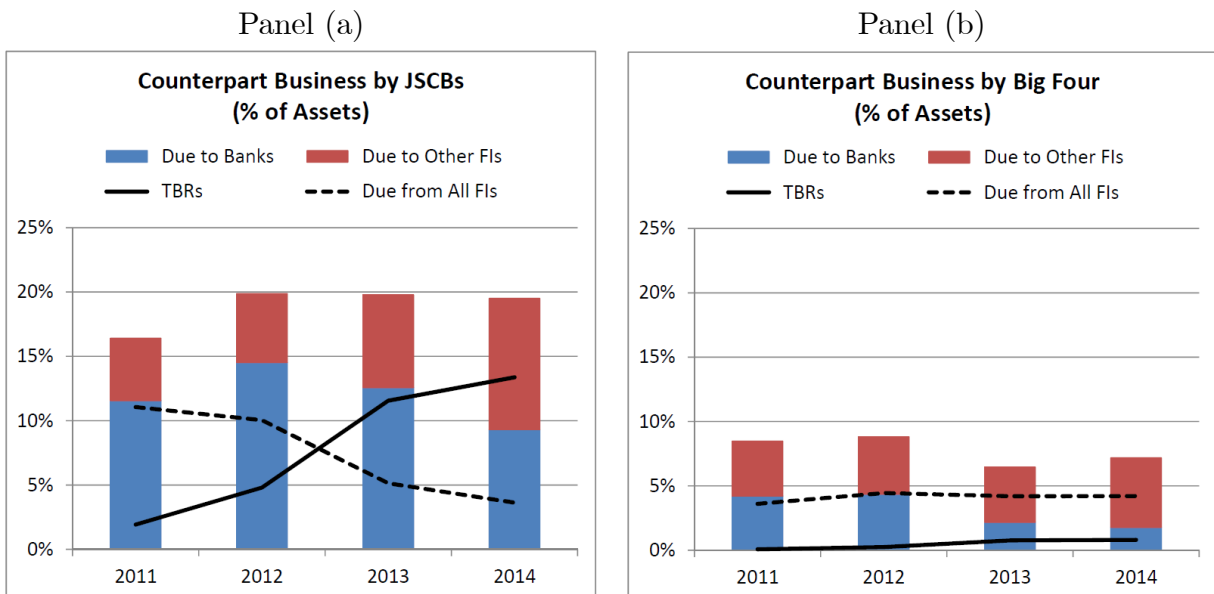 Panel (a)
Counterpart Business by JSCBs
(% of Assets)
Due to Banks
Due to Other FIs
TBRs
Due from All FIs
25%
20%
15%
10%
5%
0%
2011
2012
2013
2014
Panel (b)
Counterpart Business by Big Four
(% of Assets)
Due to Banks
Due to Other FIs
TBRs
Due from All FIs
25%
20%
15%
10%
5%
0%
2011
2012
2013
2014